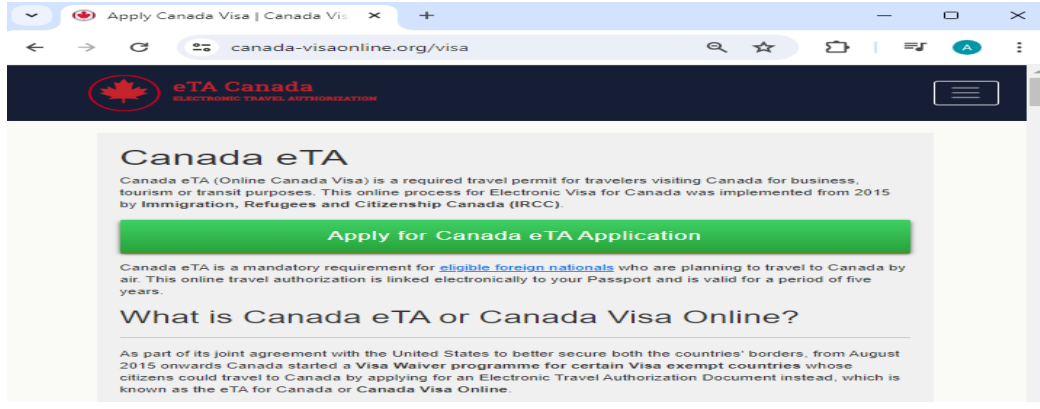 Apply Canada Visa | Canada Vis
canada-visaonline.org/visa
A
eTA Canada
ELECTRONIC TRAVEL AUTHORIZATION
Canada eTA
Canada eTA (Online Canada Visa) is a required travel permit for travelers visiting Canada for business,
tourism or transit purposes. This online process for Electronic Visa for Canada was implemented from 2015
by Immigration, Refugees and Citizenship Canada (IRCC).
Apply for Canada eTA Application
Canada eTA is a mandatory requirement for eligible foreign nationals who are planning to travel to Canada by
air. This online travel authorization is linked electronically to your Passport and is valid for a period of five
years.
What is Canada eTA or Canada Visa Online?
As part of its joint agreement with the United States to better secure both the countries' borders, from August
2015 onwards Canada started a Visa Waiver programme for certain Visa exempt countries whose
citizens could travel to Canada by applying for an Electronic Travel Authorization Document instead, which is
known as the eTA for Canada or Canada Visa Online.